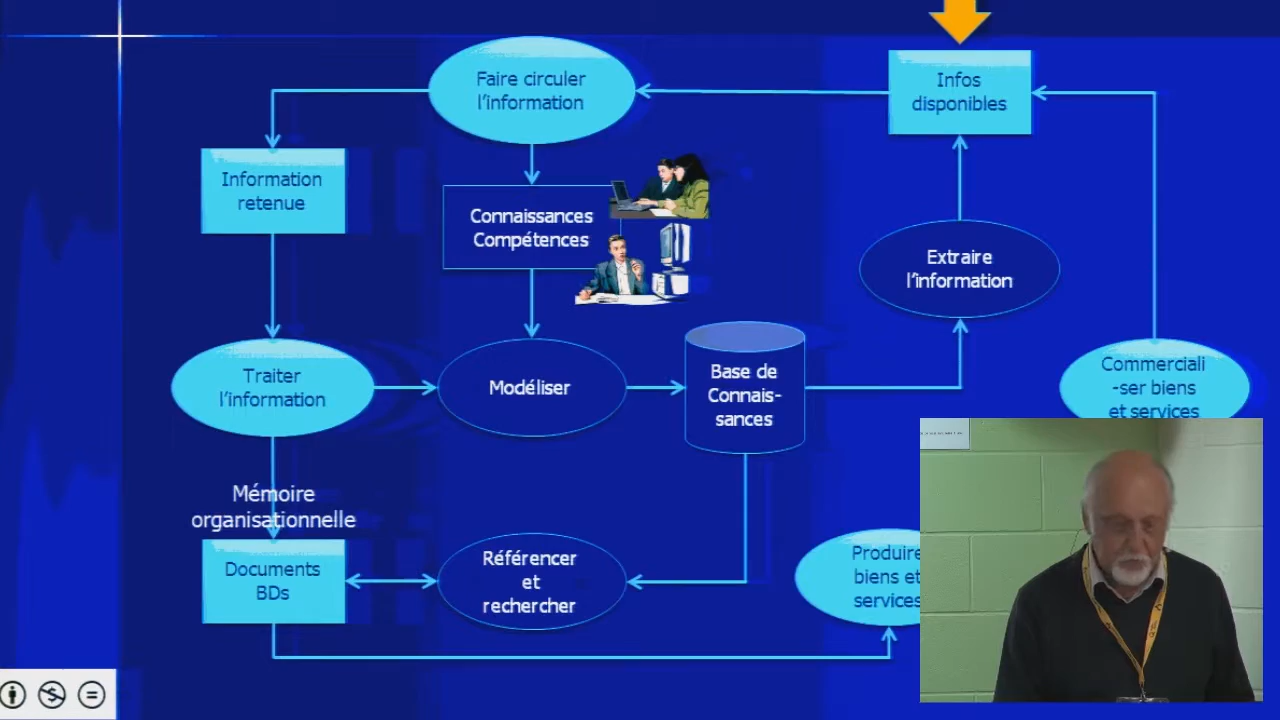 Faire circuler
l'information
Infos
disponibles
Information
retenue
Connaissances
Compétences
Extraire
l'information
Traiter
l'information
Modéliser
Base de
Connais-
sances
Commerciali
-ser biens
et services
Mémoire
organisationnelle
Documents
BDs
Référencer
et
rechercher
Produire
biens et
services